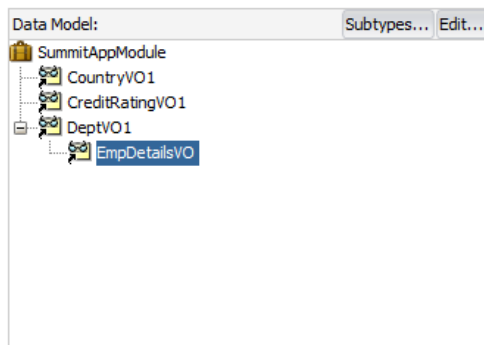 Data Model:
Subtypes... Edit...
SummitAppModule
CountryVO1
CreditRatingVO1
DeptVO1
EmpDetailsVO